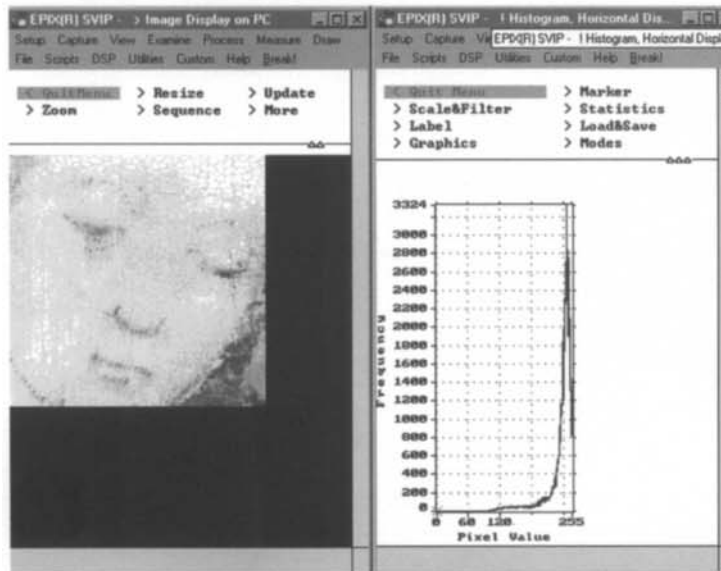 EPIX(R) SVIP - > Image Display on PC
Setup Capture View Examine Process Measure Draw
File Scripts DSP Utilities Custom Help Break!
< QuitMenu > Resize > Update
> Zoom > Sequence > More
EPIX(R) SVIP - ! Histogram, Horizontal Dis...
Setup Capture Vie EPIX(R) SVIP - ! Histogram, Horizontal Displ
File Scripts DSP Utilities Custom Help Break!
< Quit Menu > Marker
> Scale&Filter > Statistics
> Label > Load&Save
> Graphics > Modes
3324
3000
2800
2600
2400
2200
2000
1800
1600
1400
1200
1000
800
600
400
200
0
Frequency
0 60 120 255
Pixel Value